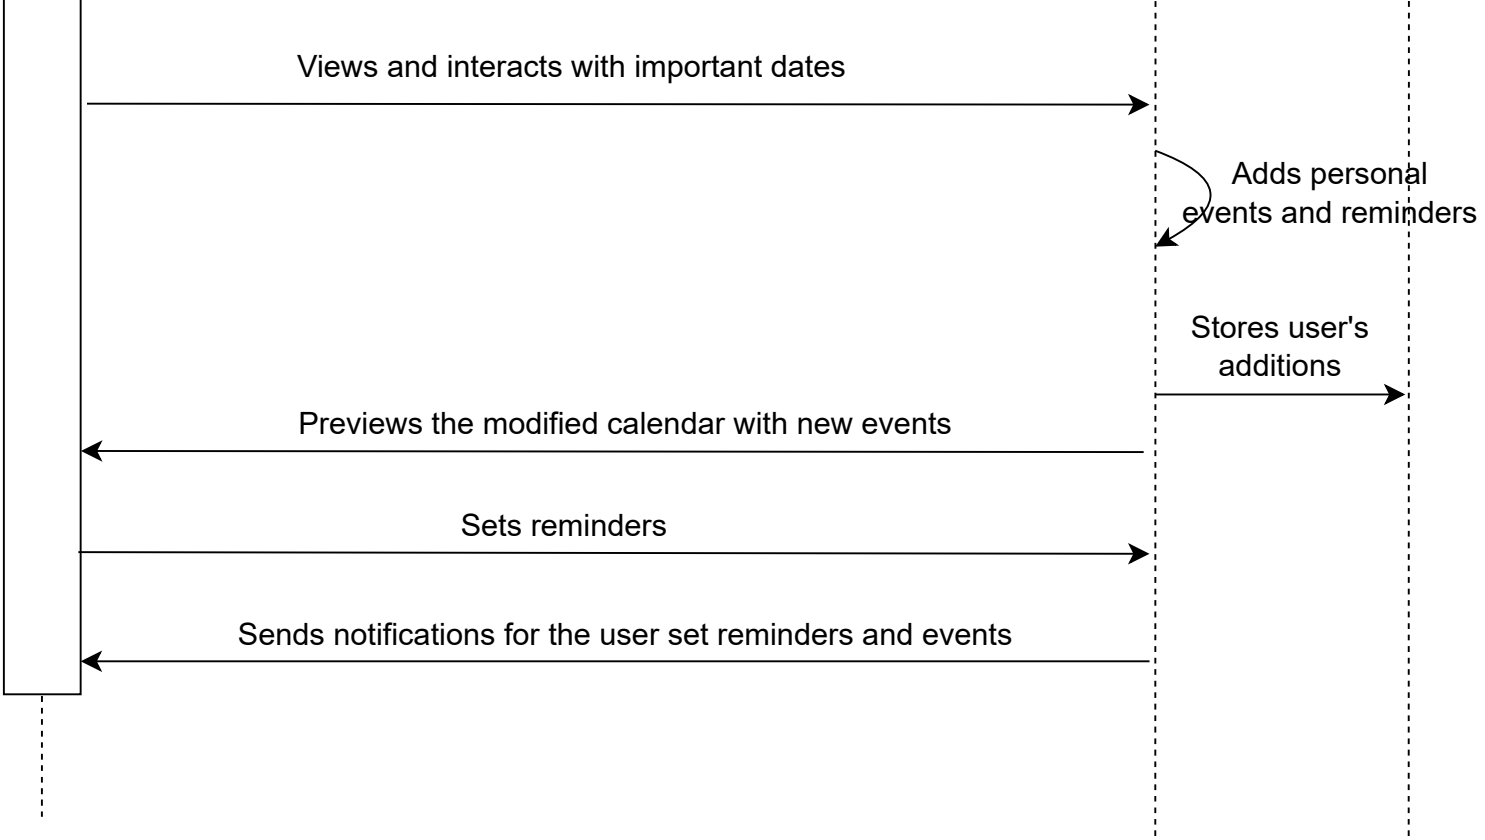 Views and interacts with important dates
Adds personal
events and reminders
Stores user's
additions
Previews the modified calendar with new events
Sets reminders
Sends notifications for the user set reminders and events